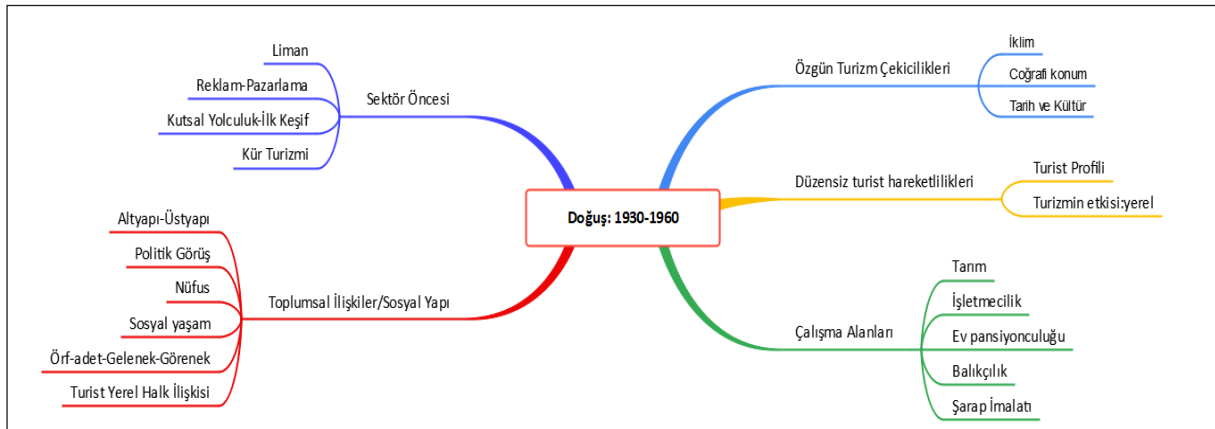 Liman
Reklam-Pazarlama
Kutsal Yolculuk-İlk Keşif
Kür Turizmi
Sektör Öncesi
Altyapı-Üstyapı
Politik Görüş
Nüfus
Sosyal yaşam
Örf-adet-Gelenek-Görenek
Turist Yerel Halk İlişkisi
Toplumsal İlişkiler/Sosyal Yapı
Doğuş: 1930-1960
Özgün Turizm Çekicilikleri
İklim
Coğrafi konum
Tarih ve Kültür
Düzensiz turist hareketlilikleri
Turist Profili
Turizmin etkisi:yerel
Çalışma Alanları
Tarım
İşletmecilik
Ev pansiyonculuğu
Balıkçılık
Şarap İmalatı